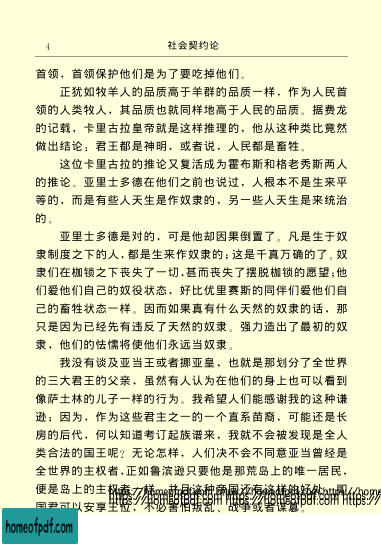 4 社会契约论
首领，首领保护他们是为了要吃掉他们。
正犹如牧羊人的品质高于羊群的品质一样，作为人民首
领的人类牧人，其品质也就同样地高于人民的品质。据费龙
的记载，卡里古拉皇帝就是这样推理的，他从这种类比竟然
做出结论：君王都是神明，或者说，人民都是畜牲。
这位卡里古拉的推论又复活成为霍布斯和格老秀斯两人
的推论。亚里士多德在他们之前也说过，人根本不是生来平
等的，而是有些人天生是作奴隶的，另一些人天生是来统治
的。
亚里士多德是对的，可是他却因果倒置了。凡是生于奴
隶制度之下的人，都是生来作奴隶的；这是千真万确的了。奴
隶们在枷锁之下丧失了一切，甚而丧失了摆脱枷锁的愿望；他
们爱他们自己的奴役状态，好比优里赛斯的同伴们爱他们自
己的畜牲状态一样。因而如果真有什么天然的奴隶的话，那
只是因为已经先有违反了天然的奴隶。强力造出了最初的奴
隶，他们的怯懦将使他们永远当奴隶。
我没有谈及亚当王或者挪亚皇，也就是那划分了全世界
的三大君王的父亲，虽然有人认为在他们的身上也可以看到
像萨土林的儿子一样的行为。我希望人们能感谢我的这种谦
逊；因为，作为这些君主之一的一个直系苗裔，可能还是长
房的后代，何以知道考订起族谱来，我就不会被发现是全人
类合法的国王呢？无论怎样，人们决不会不同意亚当曾经是
全世界的主权者，正如鲁滨逊只要他是那荒岛上的唯一居民，
便是岛上的主权者一样。并且这种帝国还有这样的好处，即
国君可以安享王位，不必害怕叛乱、战争或者谋篡。
https://homeofpdf.com https://homeofpdf.com https://hom
https://homeofpdf.com https://homeofpdf.com https://hom
homeofpdf.com